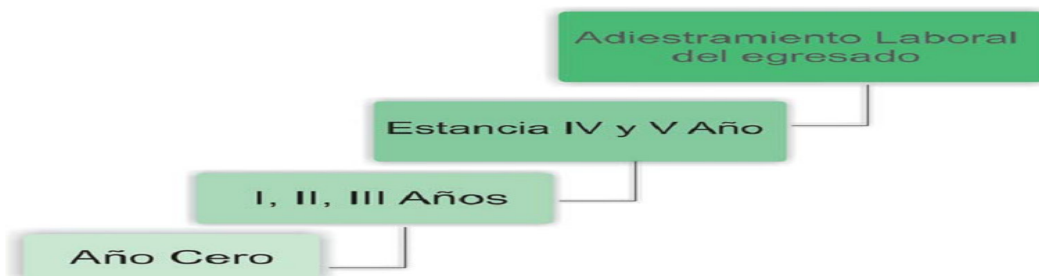 Adiestramiento Laboral
del egresado
Estancia IV y V Año
I, II, III Años
Año Cero